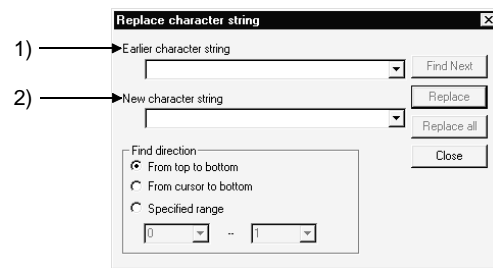 Replace character string
1)
Earlier character string
Find Next
2)
New character string
Replace
Replace all
Find direction
Close
From top to bottom
From cursor to bottom
Specified range
0 -- 1